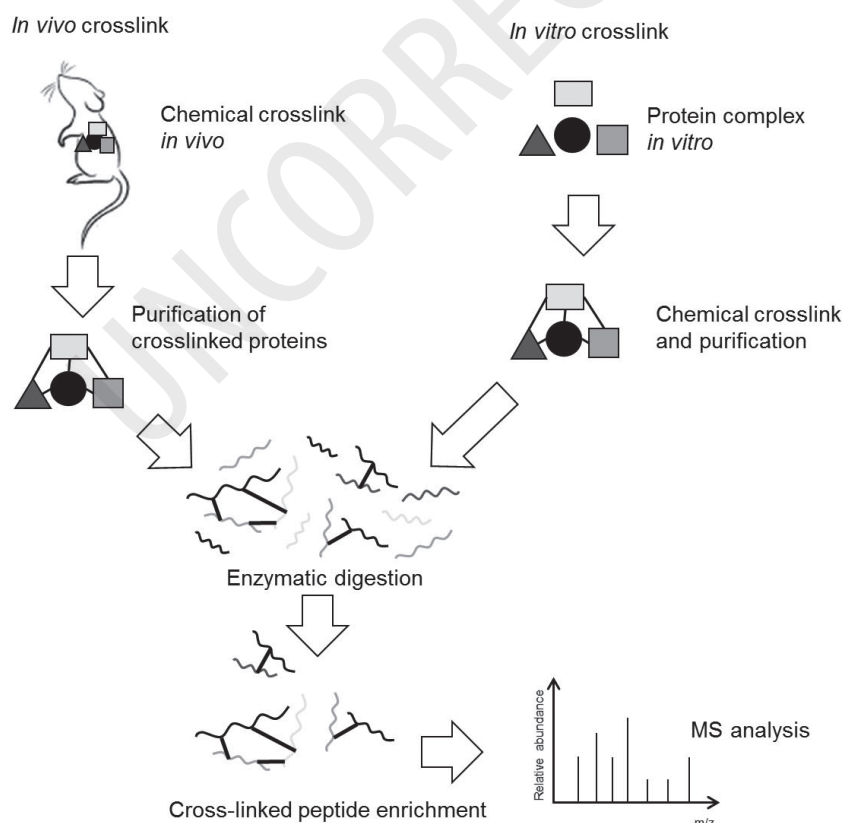 In vivo crosslink
In vitro crosslink
Chemical crosslink
in vivo
Protein complex
in vitro
Purification of
crosslinked proteins
Chemical crosslink
and purification
Enzymatic digestion
Cross-linked peptide enrichment
Relative abundance
MS analysis
m/z
UNCORREC